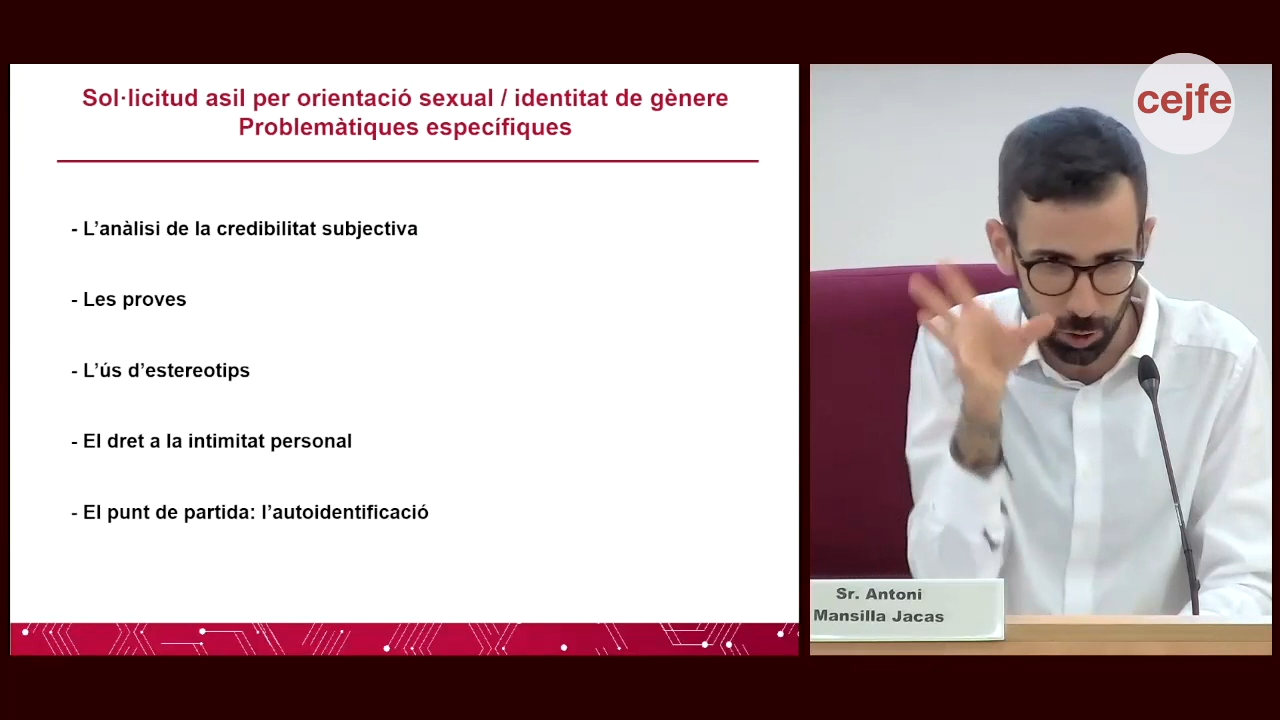 Sol·licitud asil per orientació sexual / identitat de gènere
Problemàtiques específiques
- L'anàlisi de la credibilitat subjectiva
- Les proves
- L'ús d'estereotips
- El dret a la intimitat personal
- El punt de partida: l'autoidentificació
cejfe
Sr. Antoni
Mansilla Jacas